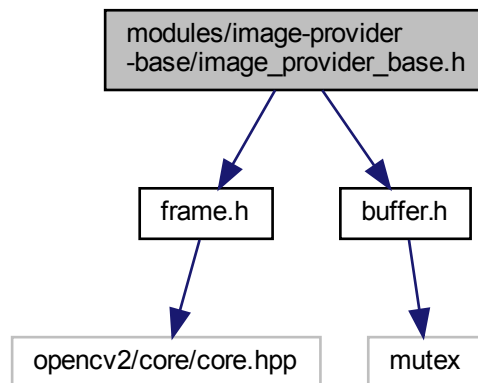 modules/image-provider
-base/image_provider_base.h
frame.h
buffer.h
opencv2/core/core.hpp
mutex